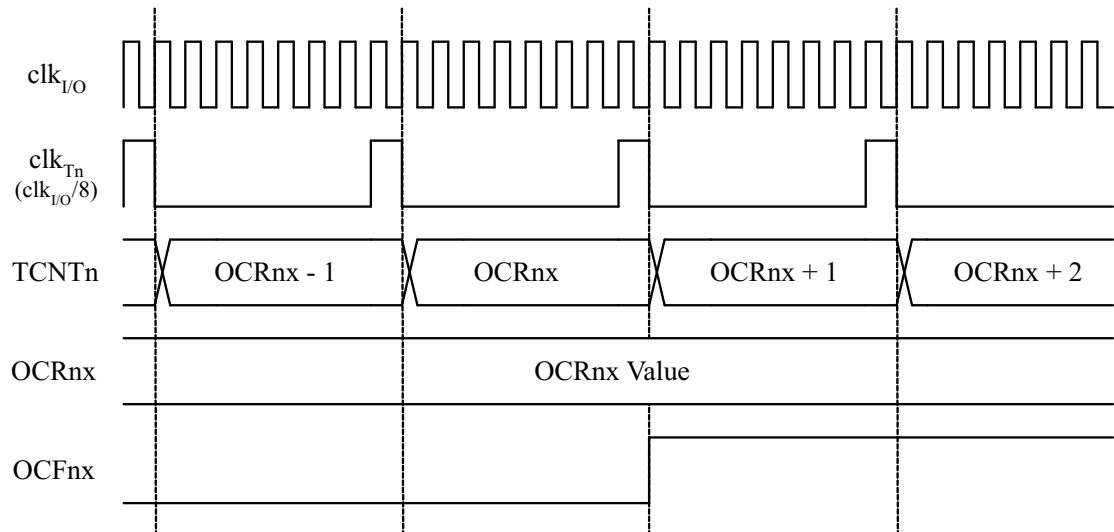 clkI/O
clkTn
(clkI/O/8)
TCNTn
OCRnx - 1
OCRnx
OCRnx + 1
OCRnx + 2
OCRnx
OCRnx Value
OCFnx